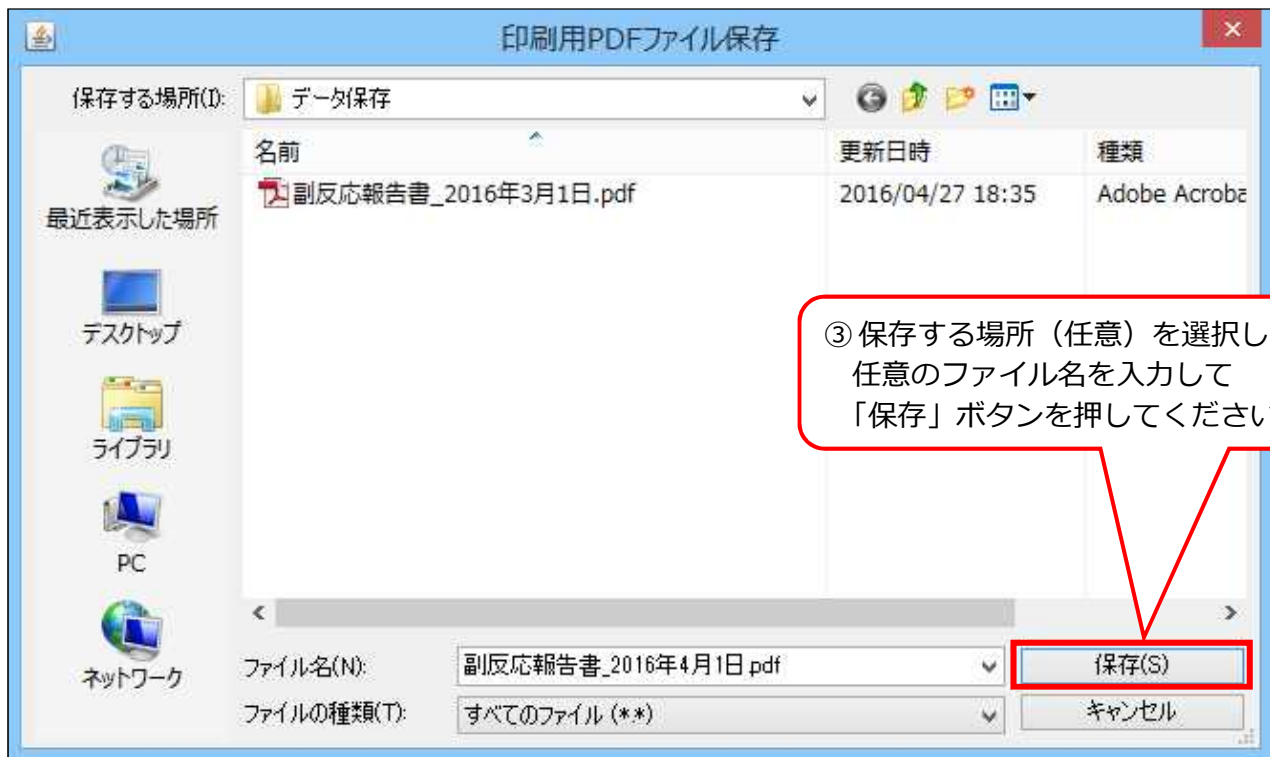 印刷用PDFファイル保存
保存する場所(I):
データ保存
名前
更新日時
種類
副反応報告書_2016年3月1日.pdf
2016/04/27 18:35
Adobe Acroba
最近表示した場所
デスクトップ
ライブラリ
PC
ネットワーク
③ 保存する場所（任意）を選択し
任意のファイル名を入力して
「保存」ボタンを押してください
ファイル名(N):
副反応報告書_2016年4月1日.pdf
保存(S)
ファイルの種類(T):
すべてのファイル (*.*)
キャンセル